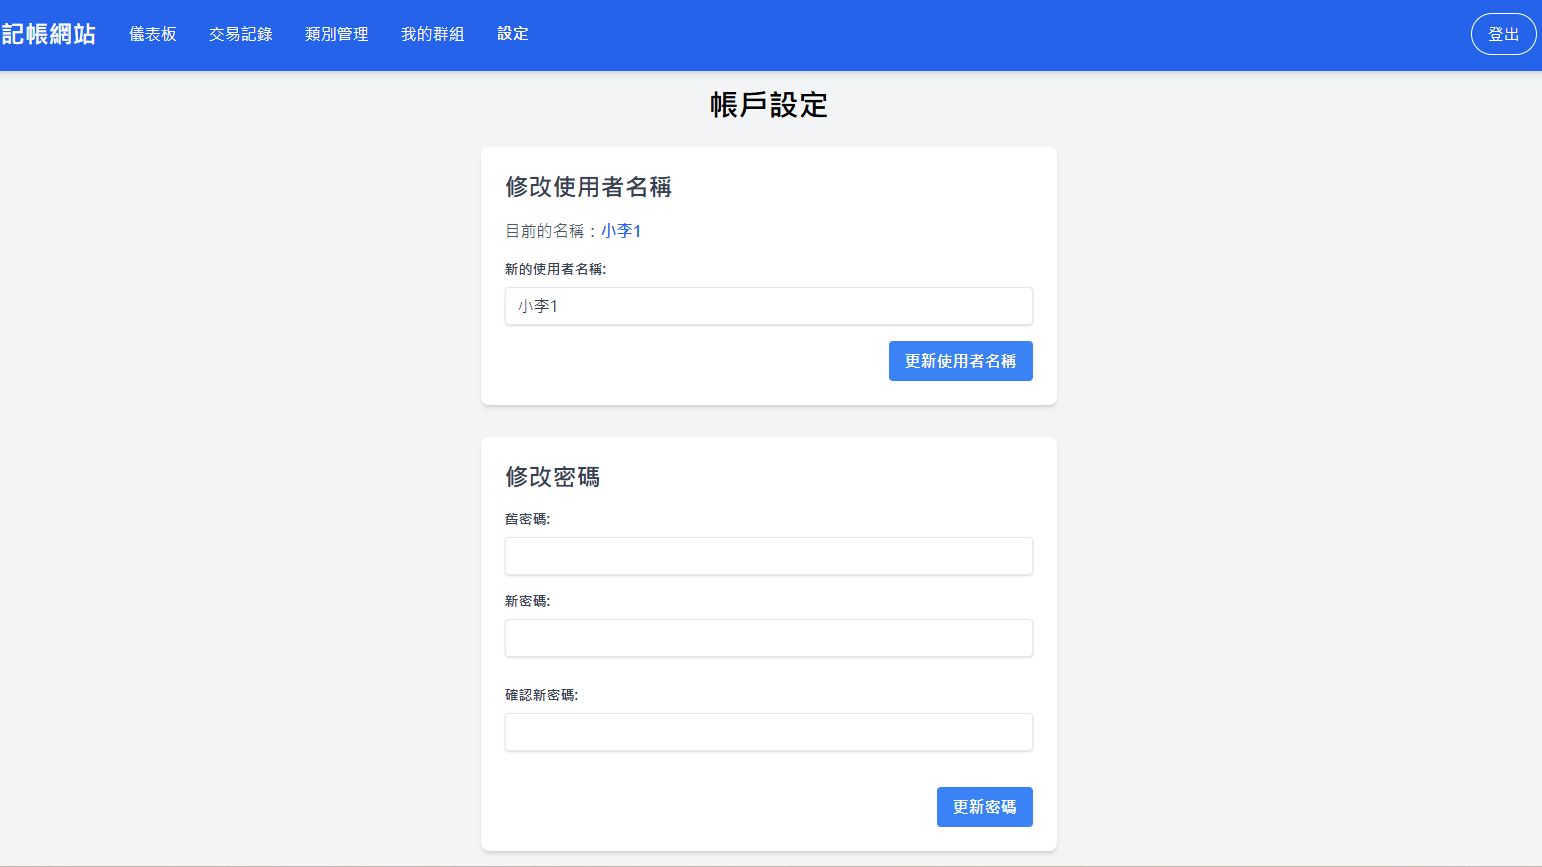 記帳網站 儀表板 交易記錄 類別管理 我的群組 設定 登出
帳戶設定
修改使用者名稱
目前的名稱：小李1
新的使用者名稱:
小李1
更新使用者名稱
修改密碼
舊密碼:
新密碼:
確認新密碼:
更新密碼